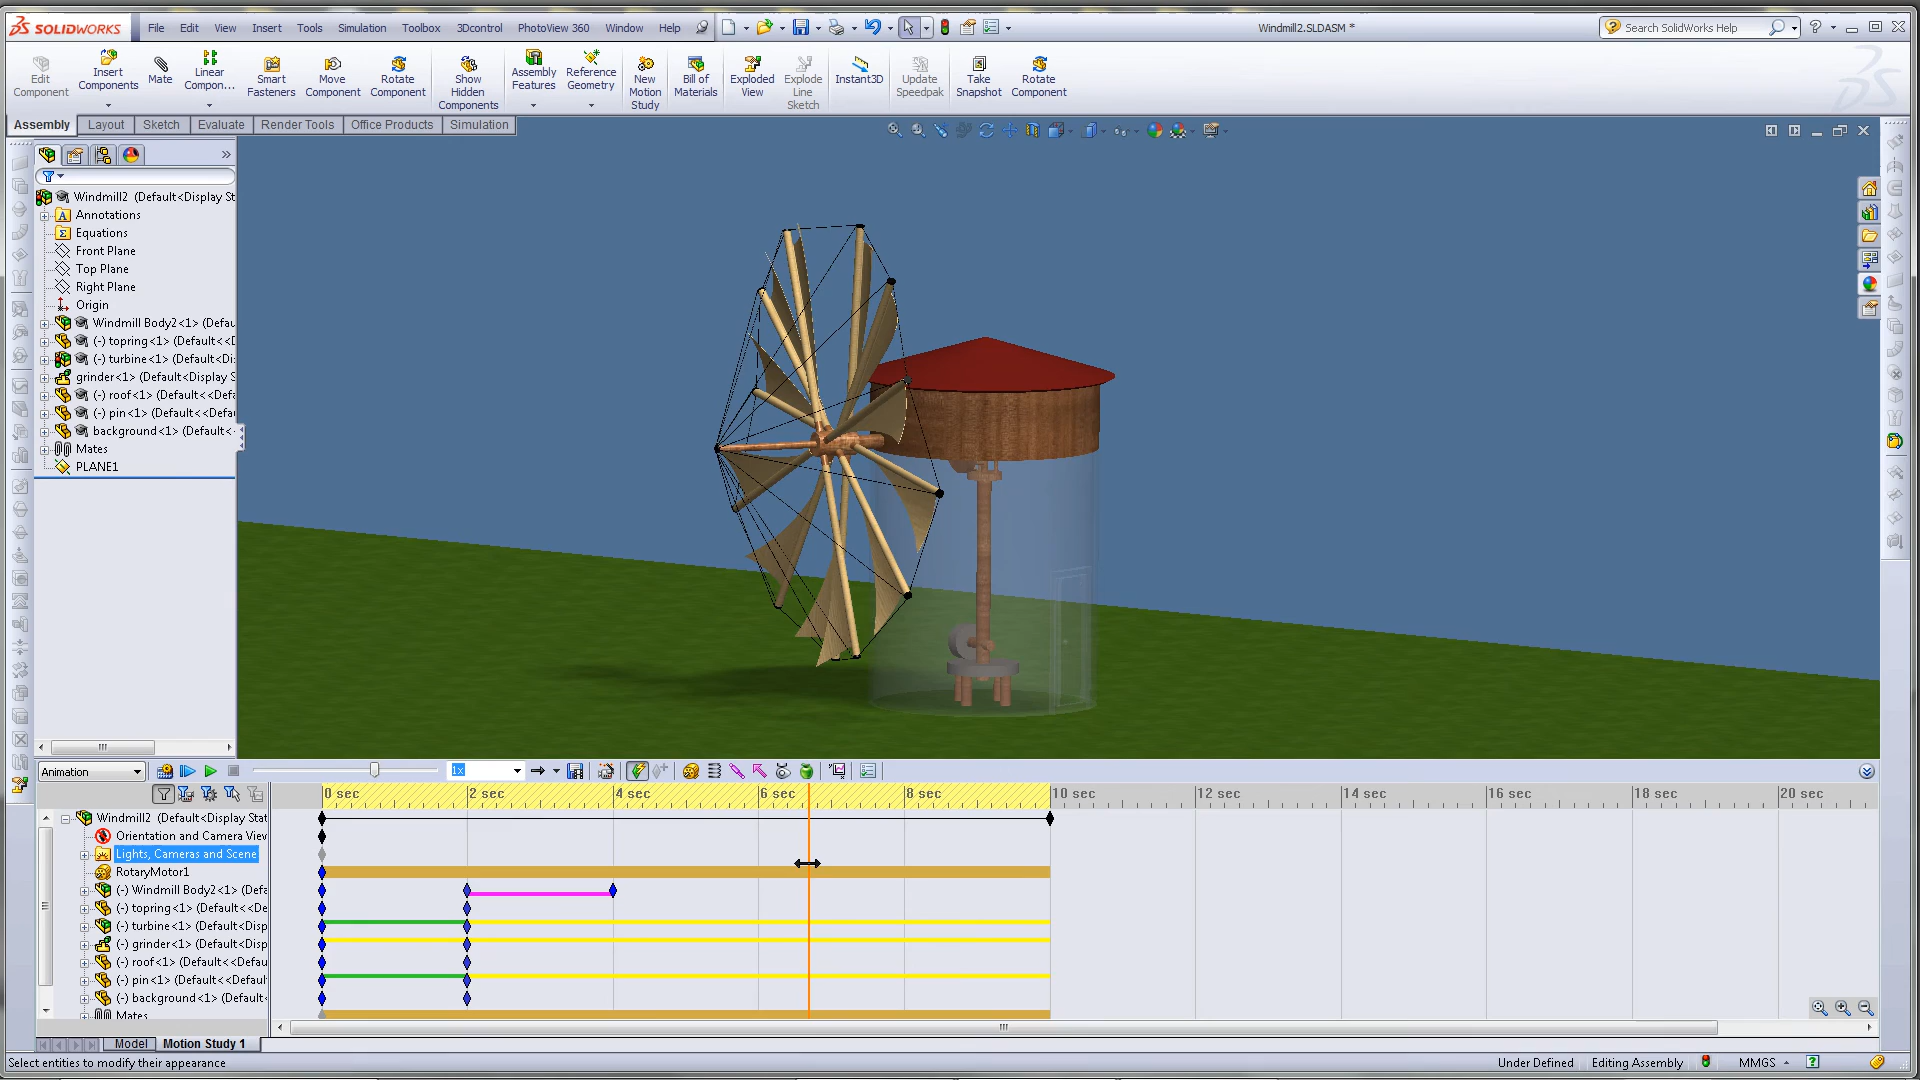 SOLIDWORKS File Edit View Insert Tools Simulation Toolbox 3Dcontrol PhotoView 360 Window Help Windmill2.SLDASM * Search SolidWorks Help
Edit Component
Insert Components
Mate
Linear Compon...
Smart Fasteners
Move Component
Rotate Component
Show Hidden Components
Assembly Features
Reference Geometry
New Motion Study
Bill of Materials
Exploded View
Explode Line Sketch
Instant3D
Update Speedpak
Take Snapshot
Rotate Component
Assembly Layout Sketch Evaluate Render Tools Office Products Simulation
Windmill2 (Default<Display St
Annotations
Equations
Front Plane
Top Plane
Right Plane
Origin
Windmill Body2<1> (Defau
(-) topring<1> (Default<<D
(-) turbine<1> (Default<Di
grinder<1> (Default<Display S
(-) roof<1> (Default<<Defa
(-) pin<1> (Default<<Defau
background<1> (Default<
Mates
PLANE1
Animation 1x
0 sec 2 sec 4 sec 6 sec 8 sec 10 sec 12 sec 14 sec 16 sec 18 sec 20 sec
Windmill2 (Default<Display Stat
Orientation and Camera View
Lights, Cameras and Scene
RotaryMotor1
(-) Windmill Body2<1> (Defa
(-) topring<1> (Default<<De
(-) turbine<1> (Default<Disp
(-) grinder<1> (Default<Disp
(-) roof<1> (Default<<Defau
(-) pin<1> (Default<<Default
(-) background<1> (Default<
Mates
Model Motion Study 1
Select entities to modify their appearance Under Defined Editing Assembly MMGS